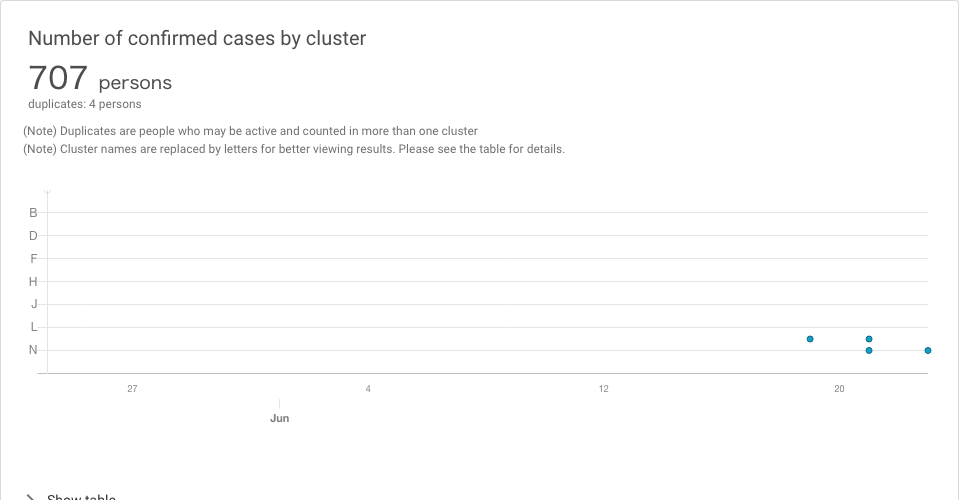 Number of confirmed cases by cluster
707 persons
duplicates: 4 persons
(Note) Duplicates are people who may be active and counted in more than one cluster
(Note) Cluster names are replaced by letters for better viewing results. Please see the table for details.
B
D
F
H
J
L
N
27 4 12 20
Jun
Show table